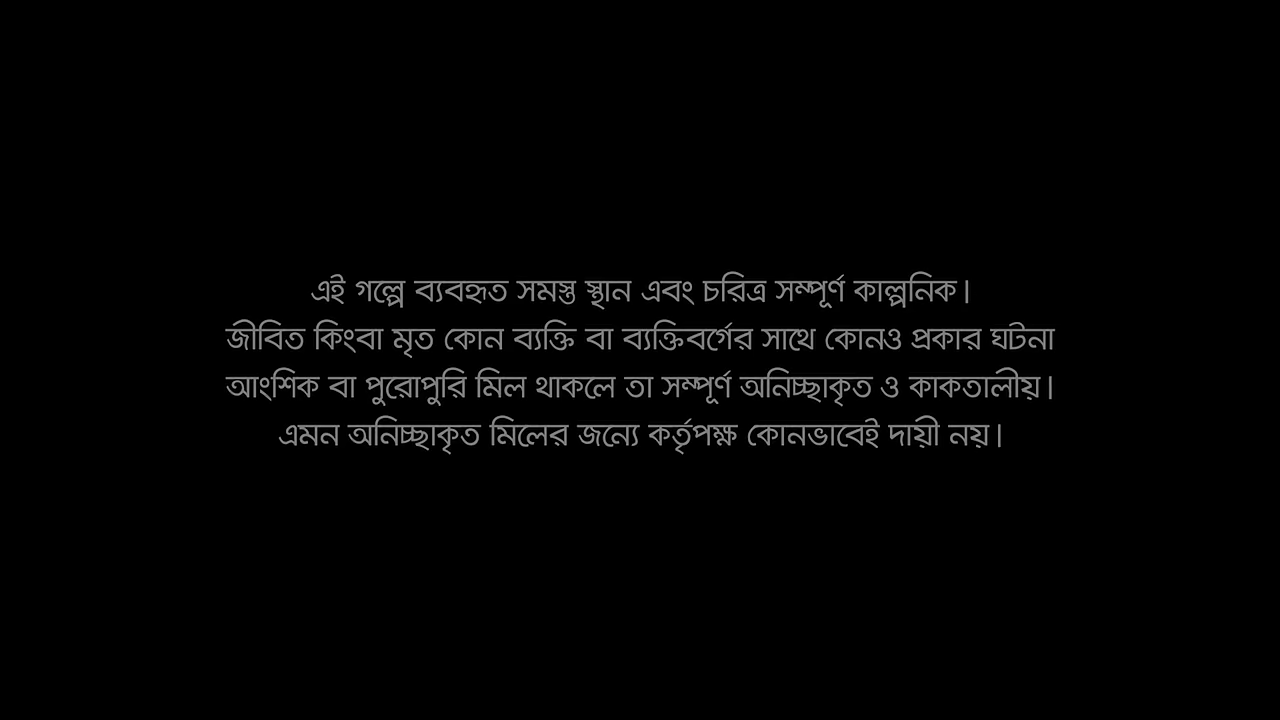 এই গল্পে ব্যবহৃত সমস্ত স্থান এবং চরিত্র সম্পূর্ণ কাল্পনিক।
জীবিত কিংবা মৃত কোন ব্যক্তি বা ব্যক্তিবর্গের সাথে কোনও প্রকার ঘটনা
আংশিক বা পুরোপুরি মিল থাকলে তা সম্পূর্ণ অনিচ্ছাকৃত ও কাকতালীয়।
এমন অনিচ্ছাকৃত মিলের জন্যে কর্তৃপক্ষ কোনভাবেই দায়ী নয়।